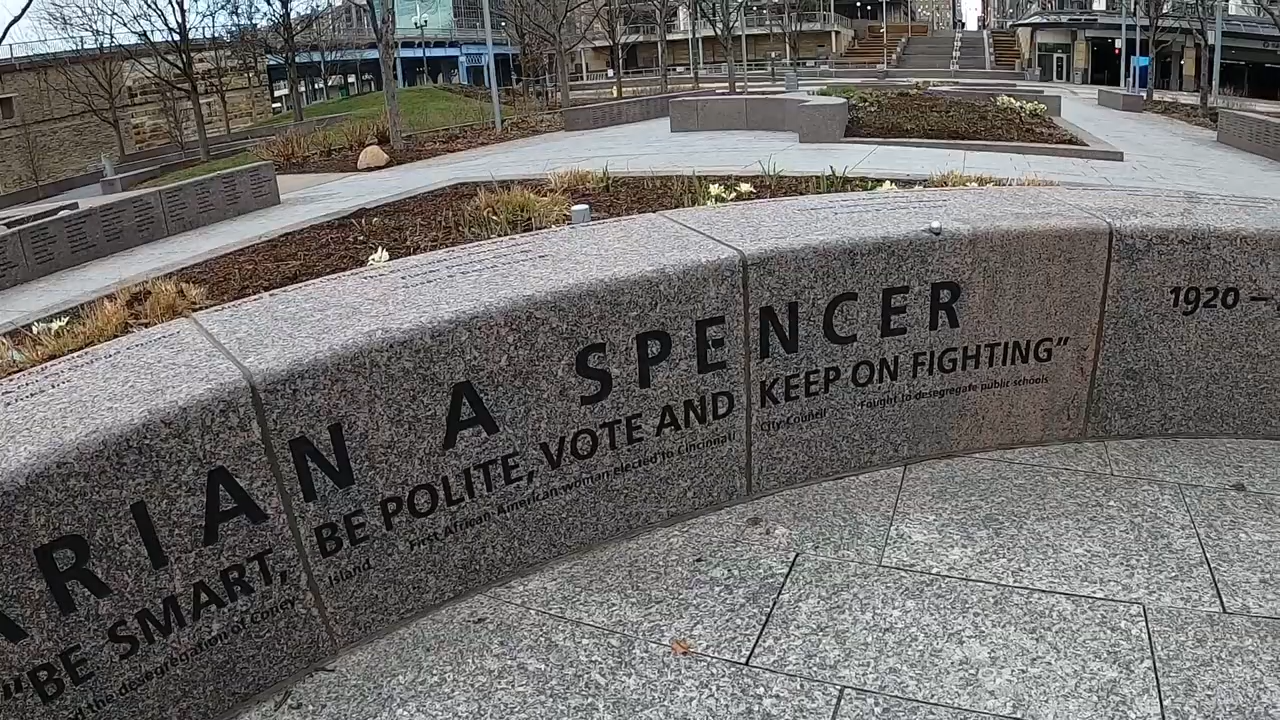 ARIAN A SPENCER
"BE SMART, BE POLITE, VOTE AND KEEP ON FIGHTING"
the desegregation of Coney Island First African American woman elected to Cincinnati City Council Fought to desegregate public schools
1920 –